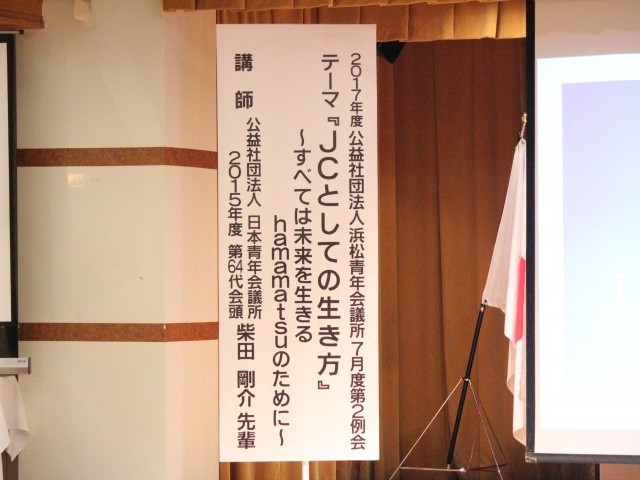 2017年度 公益社団法人浜松青年会議所 7月度第2例会
テーマ『JCとしての生き方』
～すべては未来を生きる
hamamatsuのために～
講師 公益社団法人 日本青年会議所
2015年度 第64代会頭 柴田 剛介 先輩